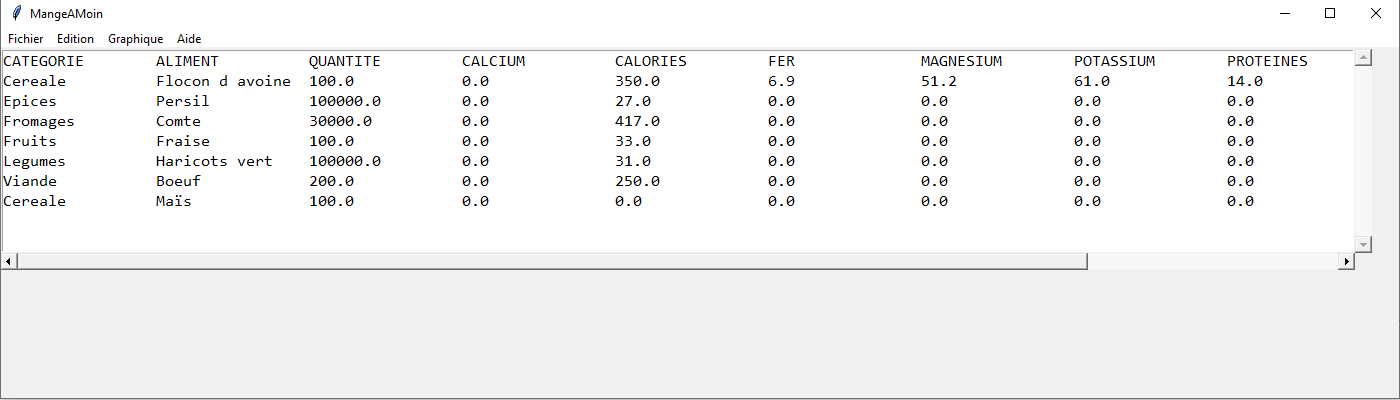 MangeAMoin
Fichier Edition Graphique Aide
CATEGORIE ALIMENT QUANTITE CALCIUM CALORIES FER MAGNESIUM POTASSIUM PROTEINES
Cereale Flocon d avoine 100.0 0.0 350.0 6.9 51.2 61.0 14.0
Epices Persil 100000.0 0.0 27.0 0.0 0.0 0.0 0.0
Fromages Comte 30000.0 0.0 417.0 0.0 0.0 0.0 0.0
Fruits Fraise 100.0 0.0 33.0 0.0 0.0 0.0 0.0
Legumes Haricots vert 100000.0 0.0 31.0 0.0 0.0 0.0 0.0
Viande Boeuf 200.0 0.0 250.0 0.0 0.0 0.0 0.0
Cereale Maïs 100.0 0.0 0.0 0.0 0.0 0.0 0.0